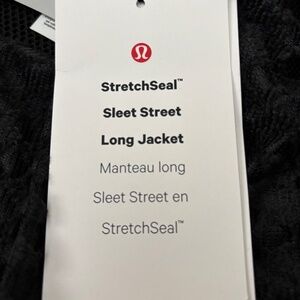 StretchSeal™
Sleet Street
Long Jacket
Manteau long
Sleet Street en
StretchSeal™